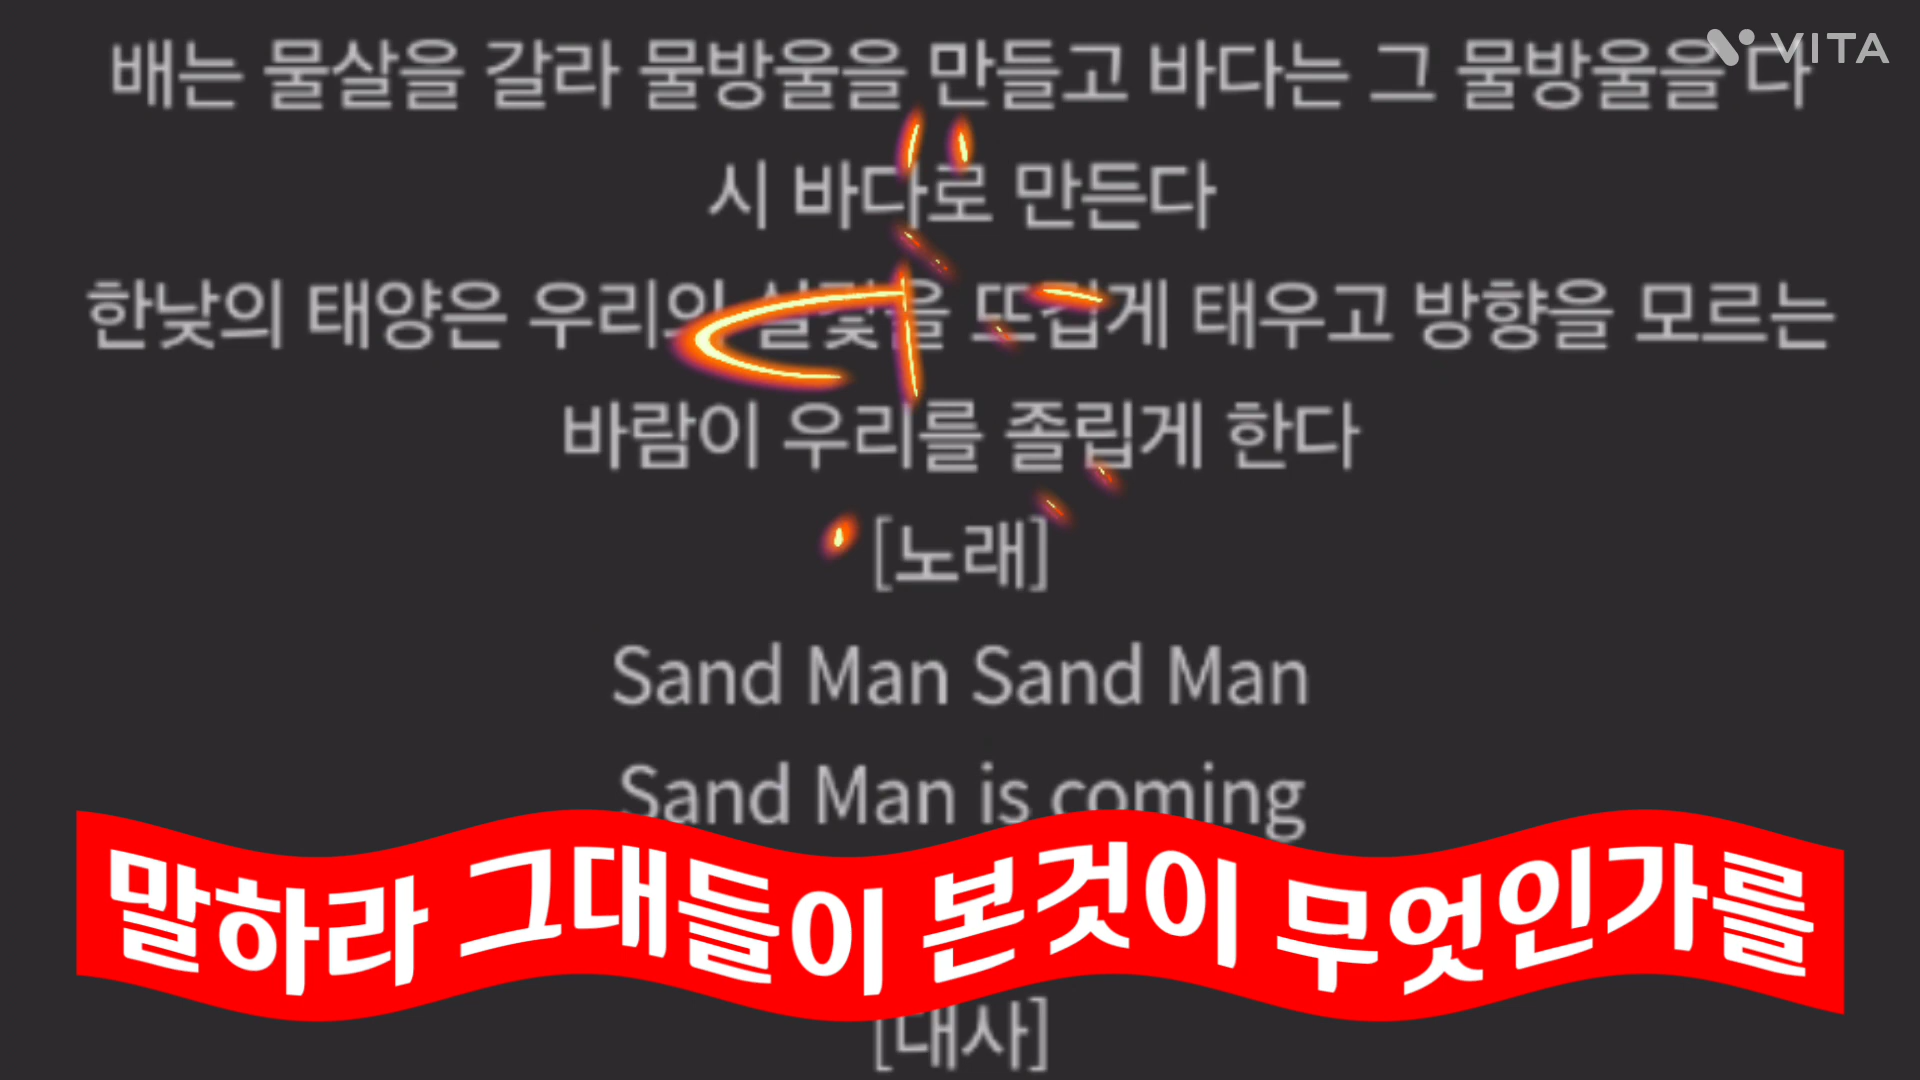 VITA
배는 물살을 갈라 물방울을 만들고 바다는 그 물방울을 다
시 바다로 만든다
한낮의 태양은 우리의 살갗을 뜨겁게 태우고 방향을 모르는
바람이 우리를 졸립게 한다
[노래]
Sand Man Sand Man
Sand Man is coming
말하라 그대들이 본것이 무엇인가를
[대사]